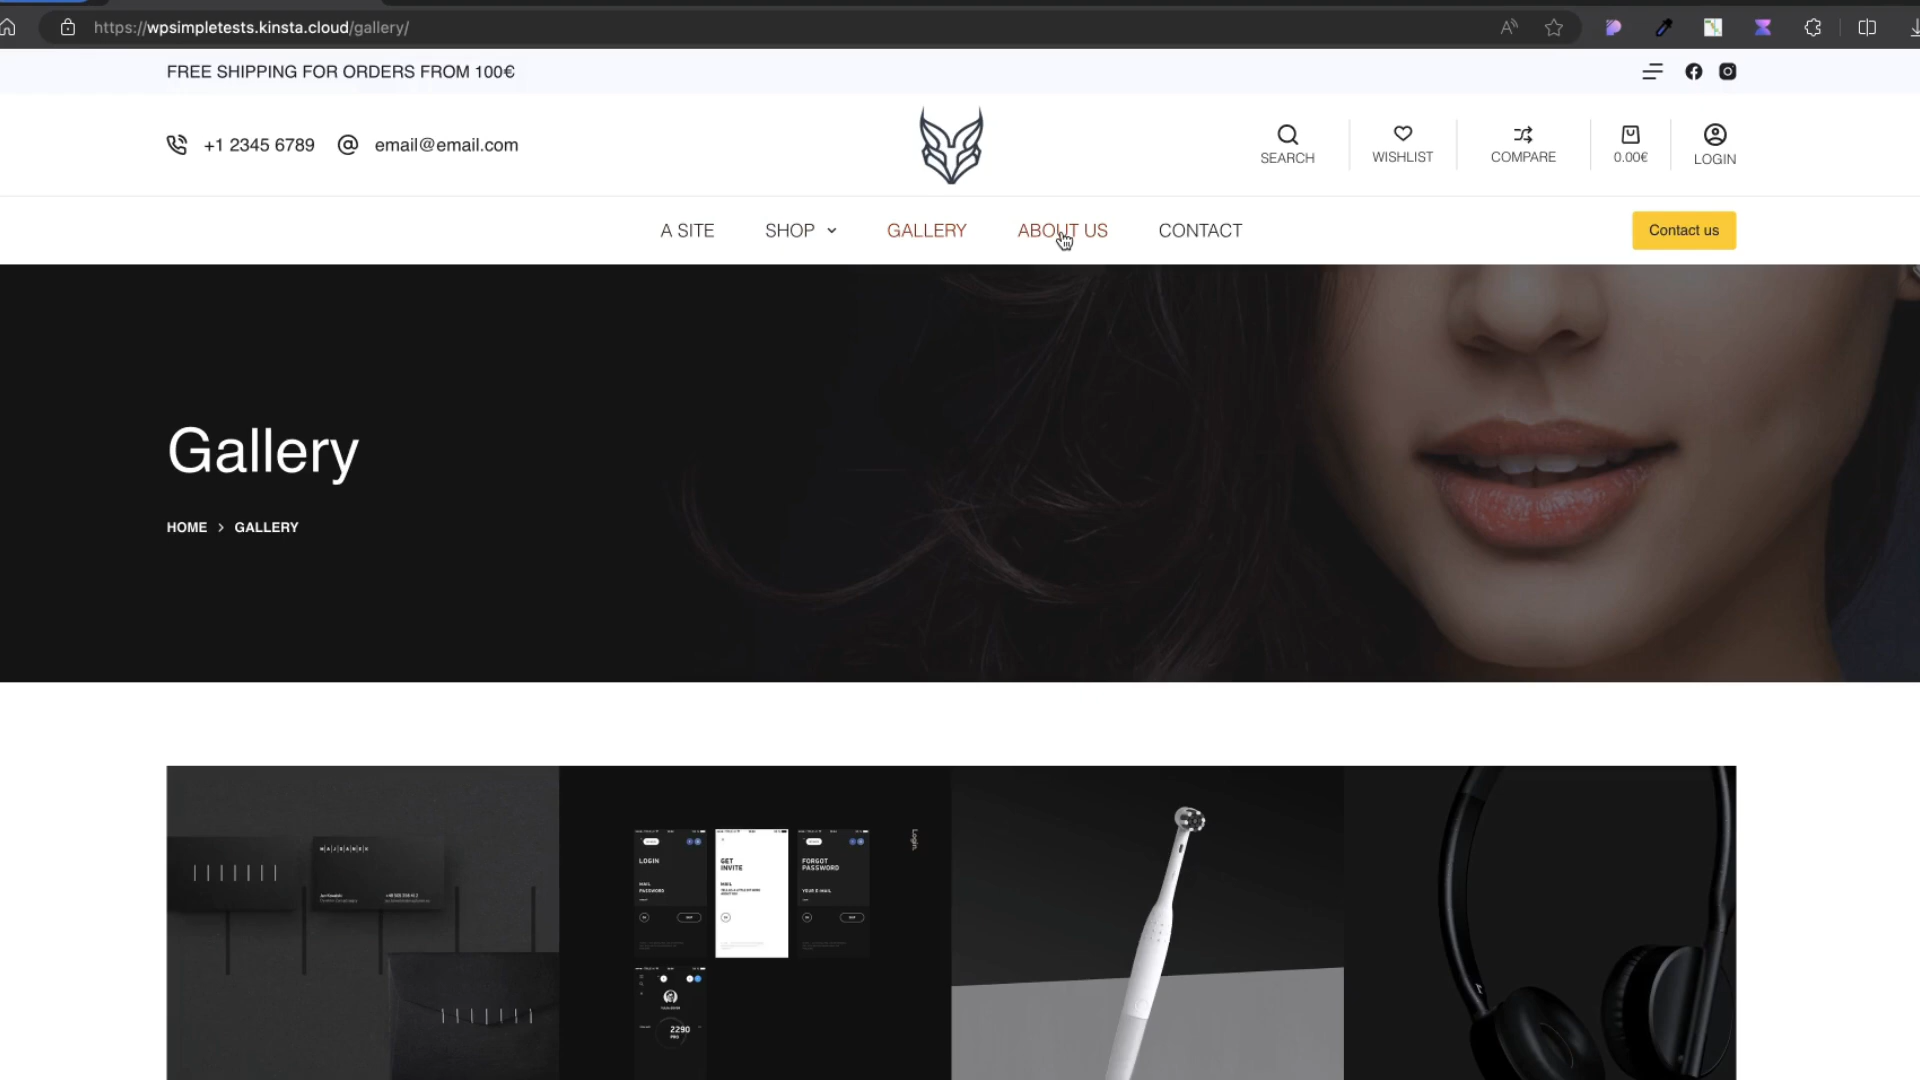 https://wpsimpletests.kinsta.cloud/gallery/
FREE SHIPPING FOR ORDERS FROM 100€
+1 2345 6789
email@email.com
SEARCH
WISHLIST
COMPARE
0.00€
LOGIN
A SITE
SHOP
GALLERY
ABOUT US
CONTACT
Contact us
Gallery
HOME > GALLERY
LOGIN
MAIL
PASSWORD
GET
INVITE
MAIL
FORGOT
PASSWORD
YOUR E-MAIL
Login.
2290
PRO